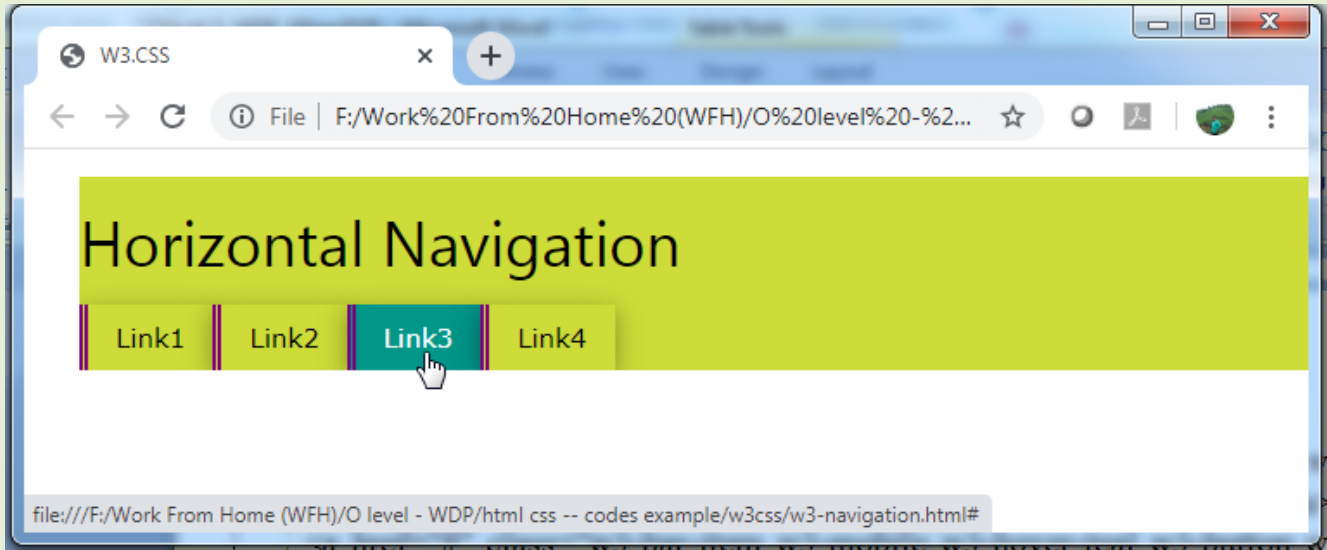 W3.CSS
File | F:/Work%20From%20Home%20(WFH)/O%20level%20-%2...
Horizontal Navigation
Link1 Link2 Link3 Link4
file:///F:/Work From Home (WFH)/O level - WDP/html css -- codes example/w3css/w3-navigation.html#